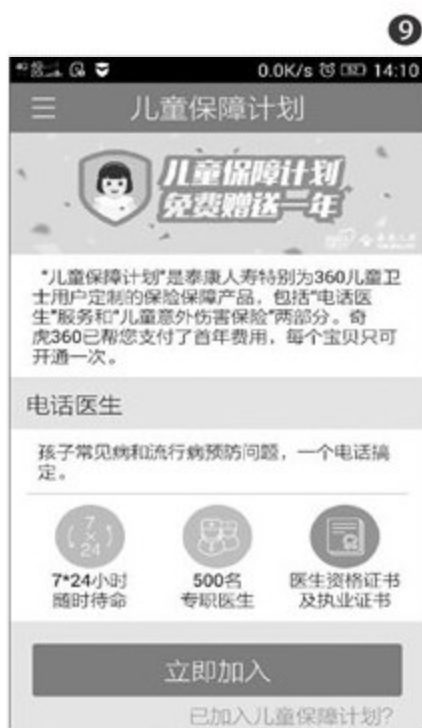 9
0.0K/s 14:10
儿童保障计划
儿童保障计划
免费赠送一年
"儿童保障计划"是泰康人寿特别为360儿童卫
士用户定制的保险保障产品，包括"电话医
生"服务和"儿童意外伤害保险"两部分。奇
虎360已帮您支付了首年费用，每个宝贝只可
开通一次。
电话医生
孩子常见病和流行病预防问题，一个电话搞
定。
7
×
24
7*24小时
随时待命
500名
专职医生
医生资格证书
及执业证书
立即加入
已加入儿童保障计划?